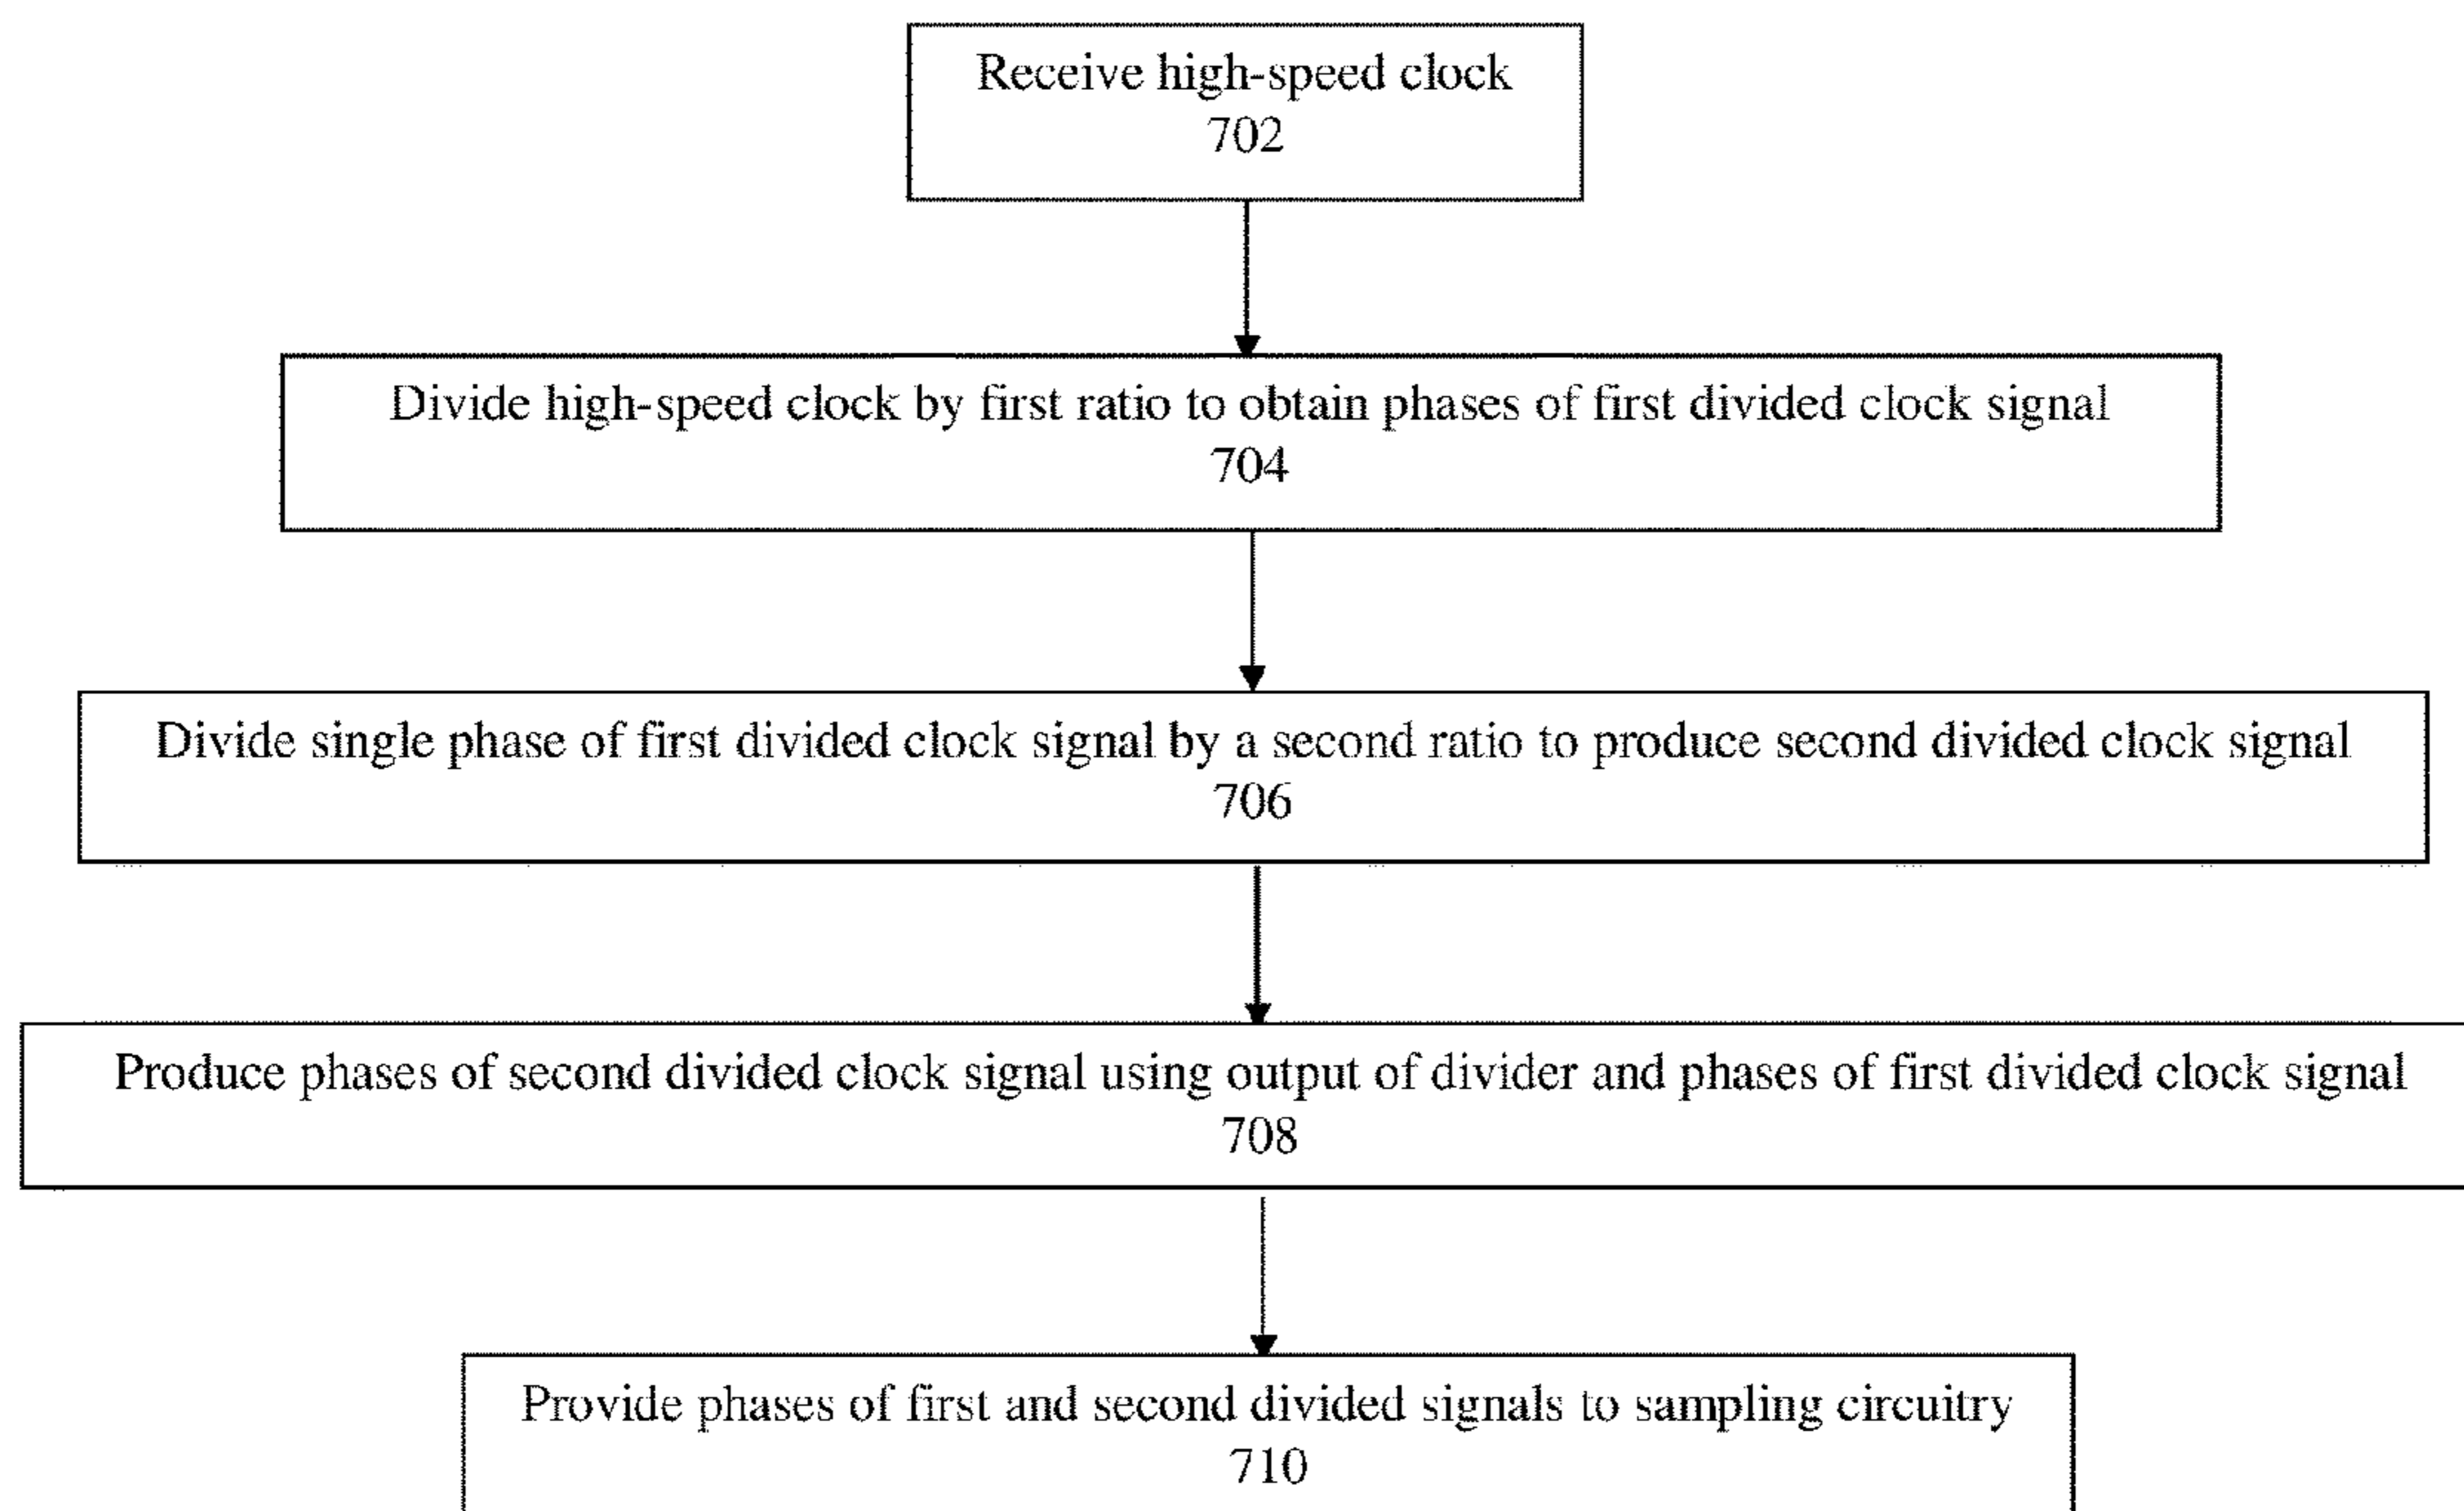 Receive high-speed clock
702
Divide high-speed clock by first ratio to obtain phases of first divided clock signal
704
Divide single phase of first divided clock signal by a second ratio to produce second divided clock signal
706
Produce phases of second divided clock signal using output of divider and phases of first divided clock signal
708
Provide phases of first and second divided signals to sampling circuitry
710